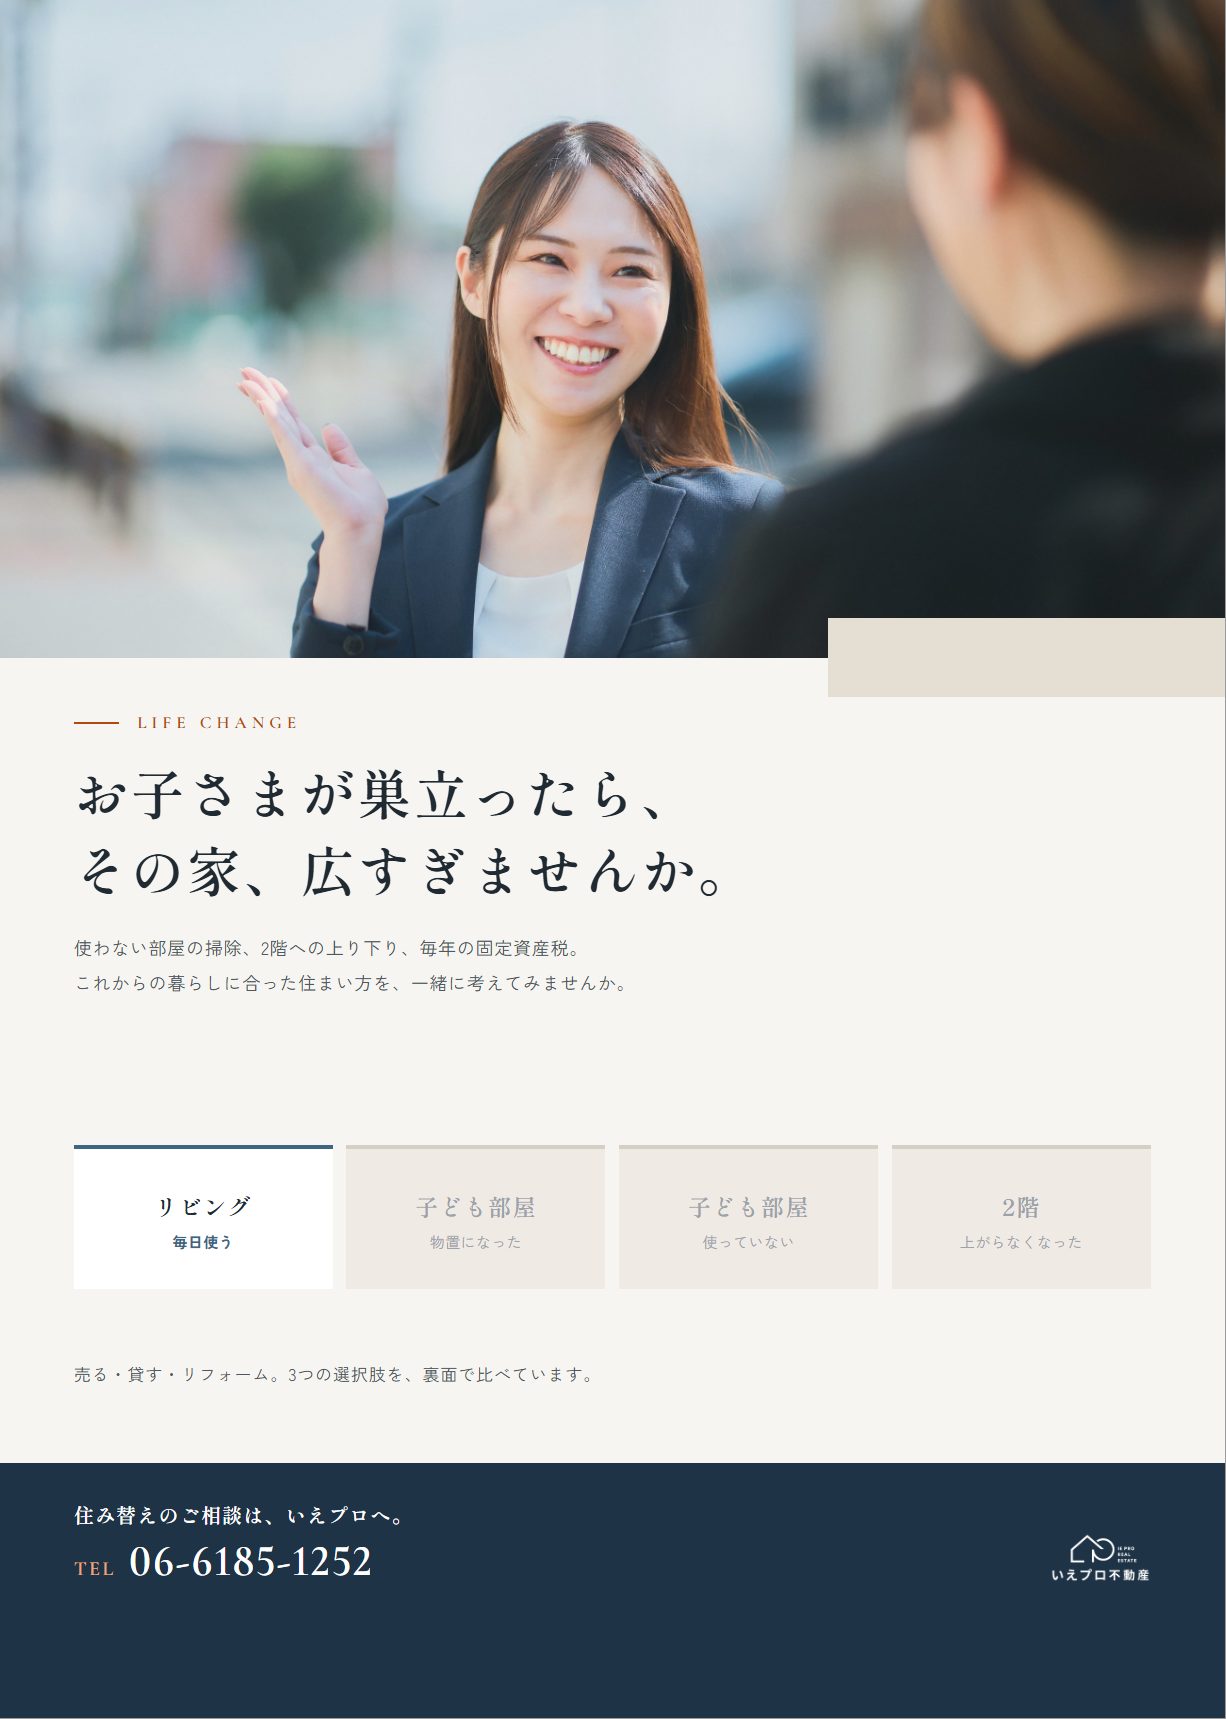 LIFE CHANGE
お子さまが巣立ったら、
その家、広すぎませんか。
使わない部屋の掃除、2階への上り下り、毎年の固定資産税。
これからの暮らしに合った住まい方を、一緒に考えてみませんか。
リビング
毎日使う
子ども部屋
物置になった
子ども部屋
使っていない
2階
上がらなくなった
売る・貸す・リフォーム。3つの選択肢を、裏面で比べています。
住み替えのご相談は、いえプロへ。
TEL 06-6185-1252
IE PRO
REAL
ESTATE
いえプロ不動産